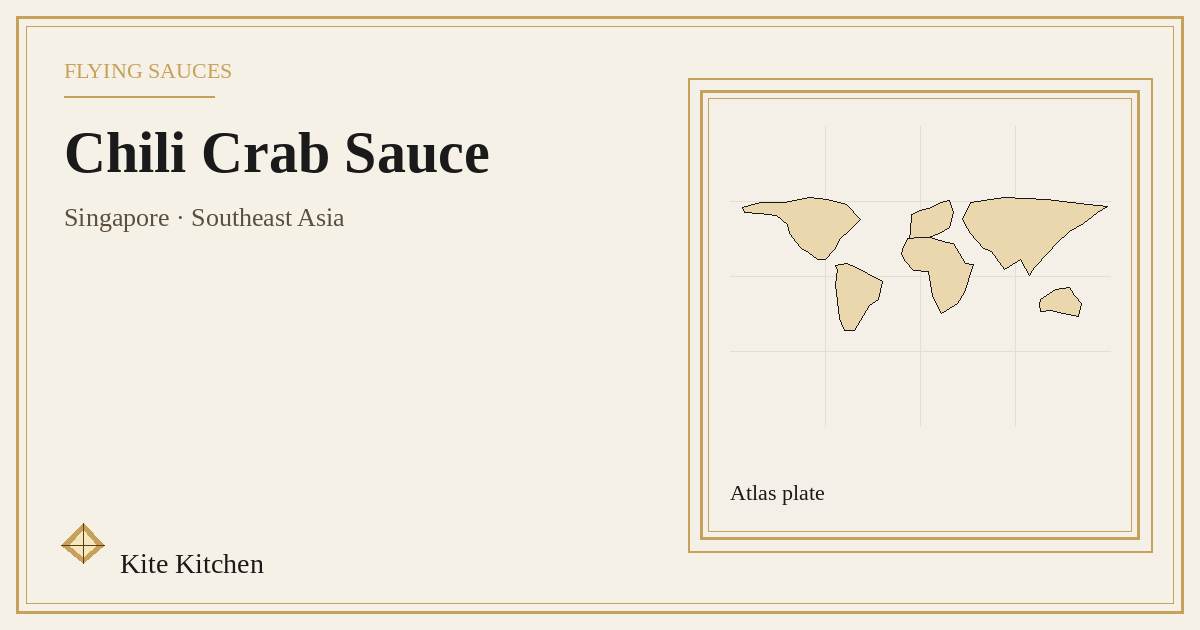 FLYING SAUCES
Chili Crab Sauce
Singapore · Southeast Asia
Atlas plate
Kite Kitchen